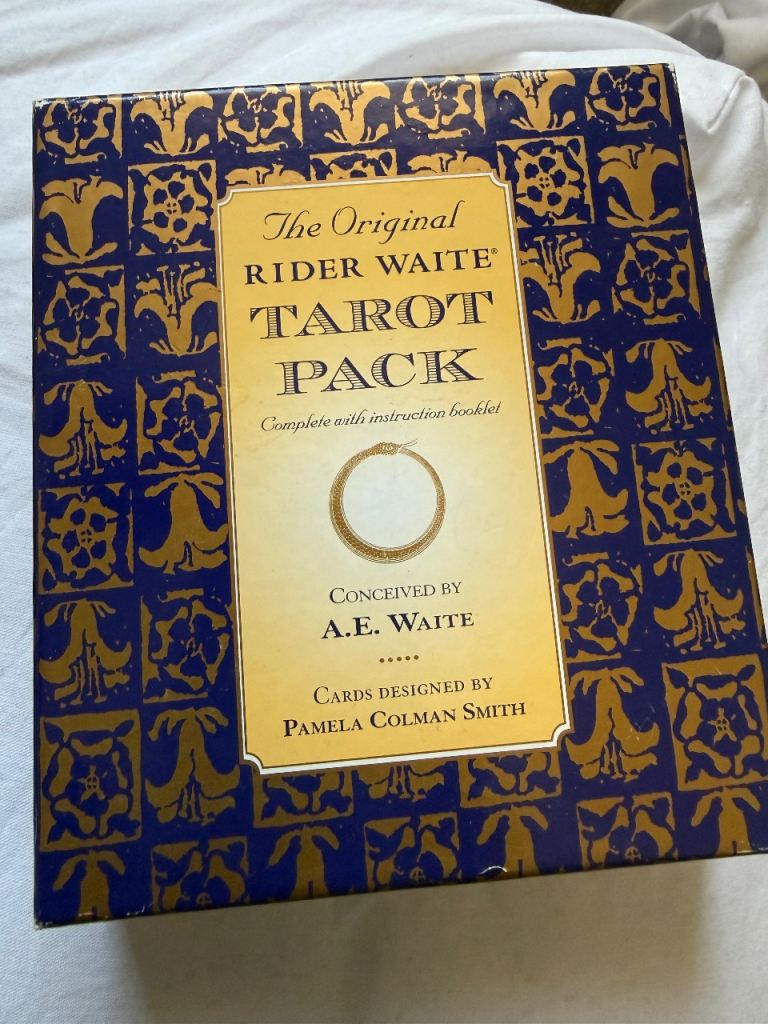 The Original
RIDER WAITE®
TAROT
PACK
Complete with instruction booklet
CONCEIVED BY
A.E. WAITE
CARDS DESIGNED BY
PAMELA COLMAN SMITH